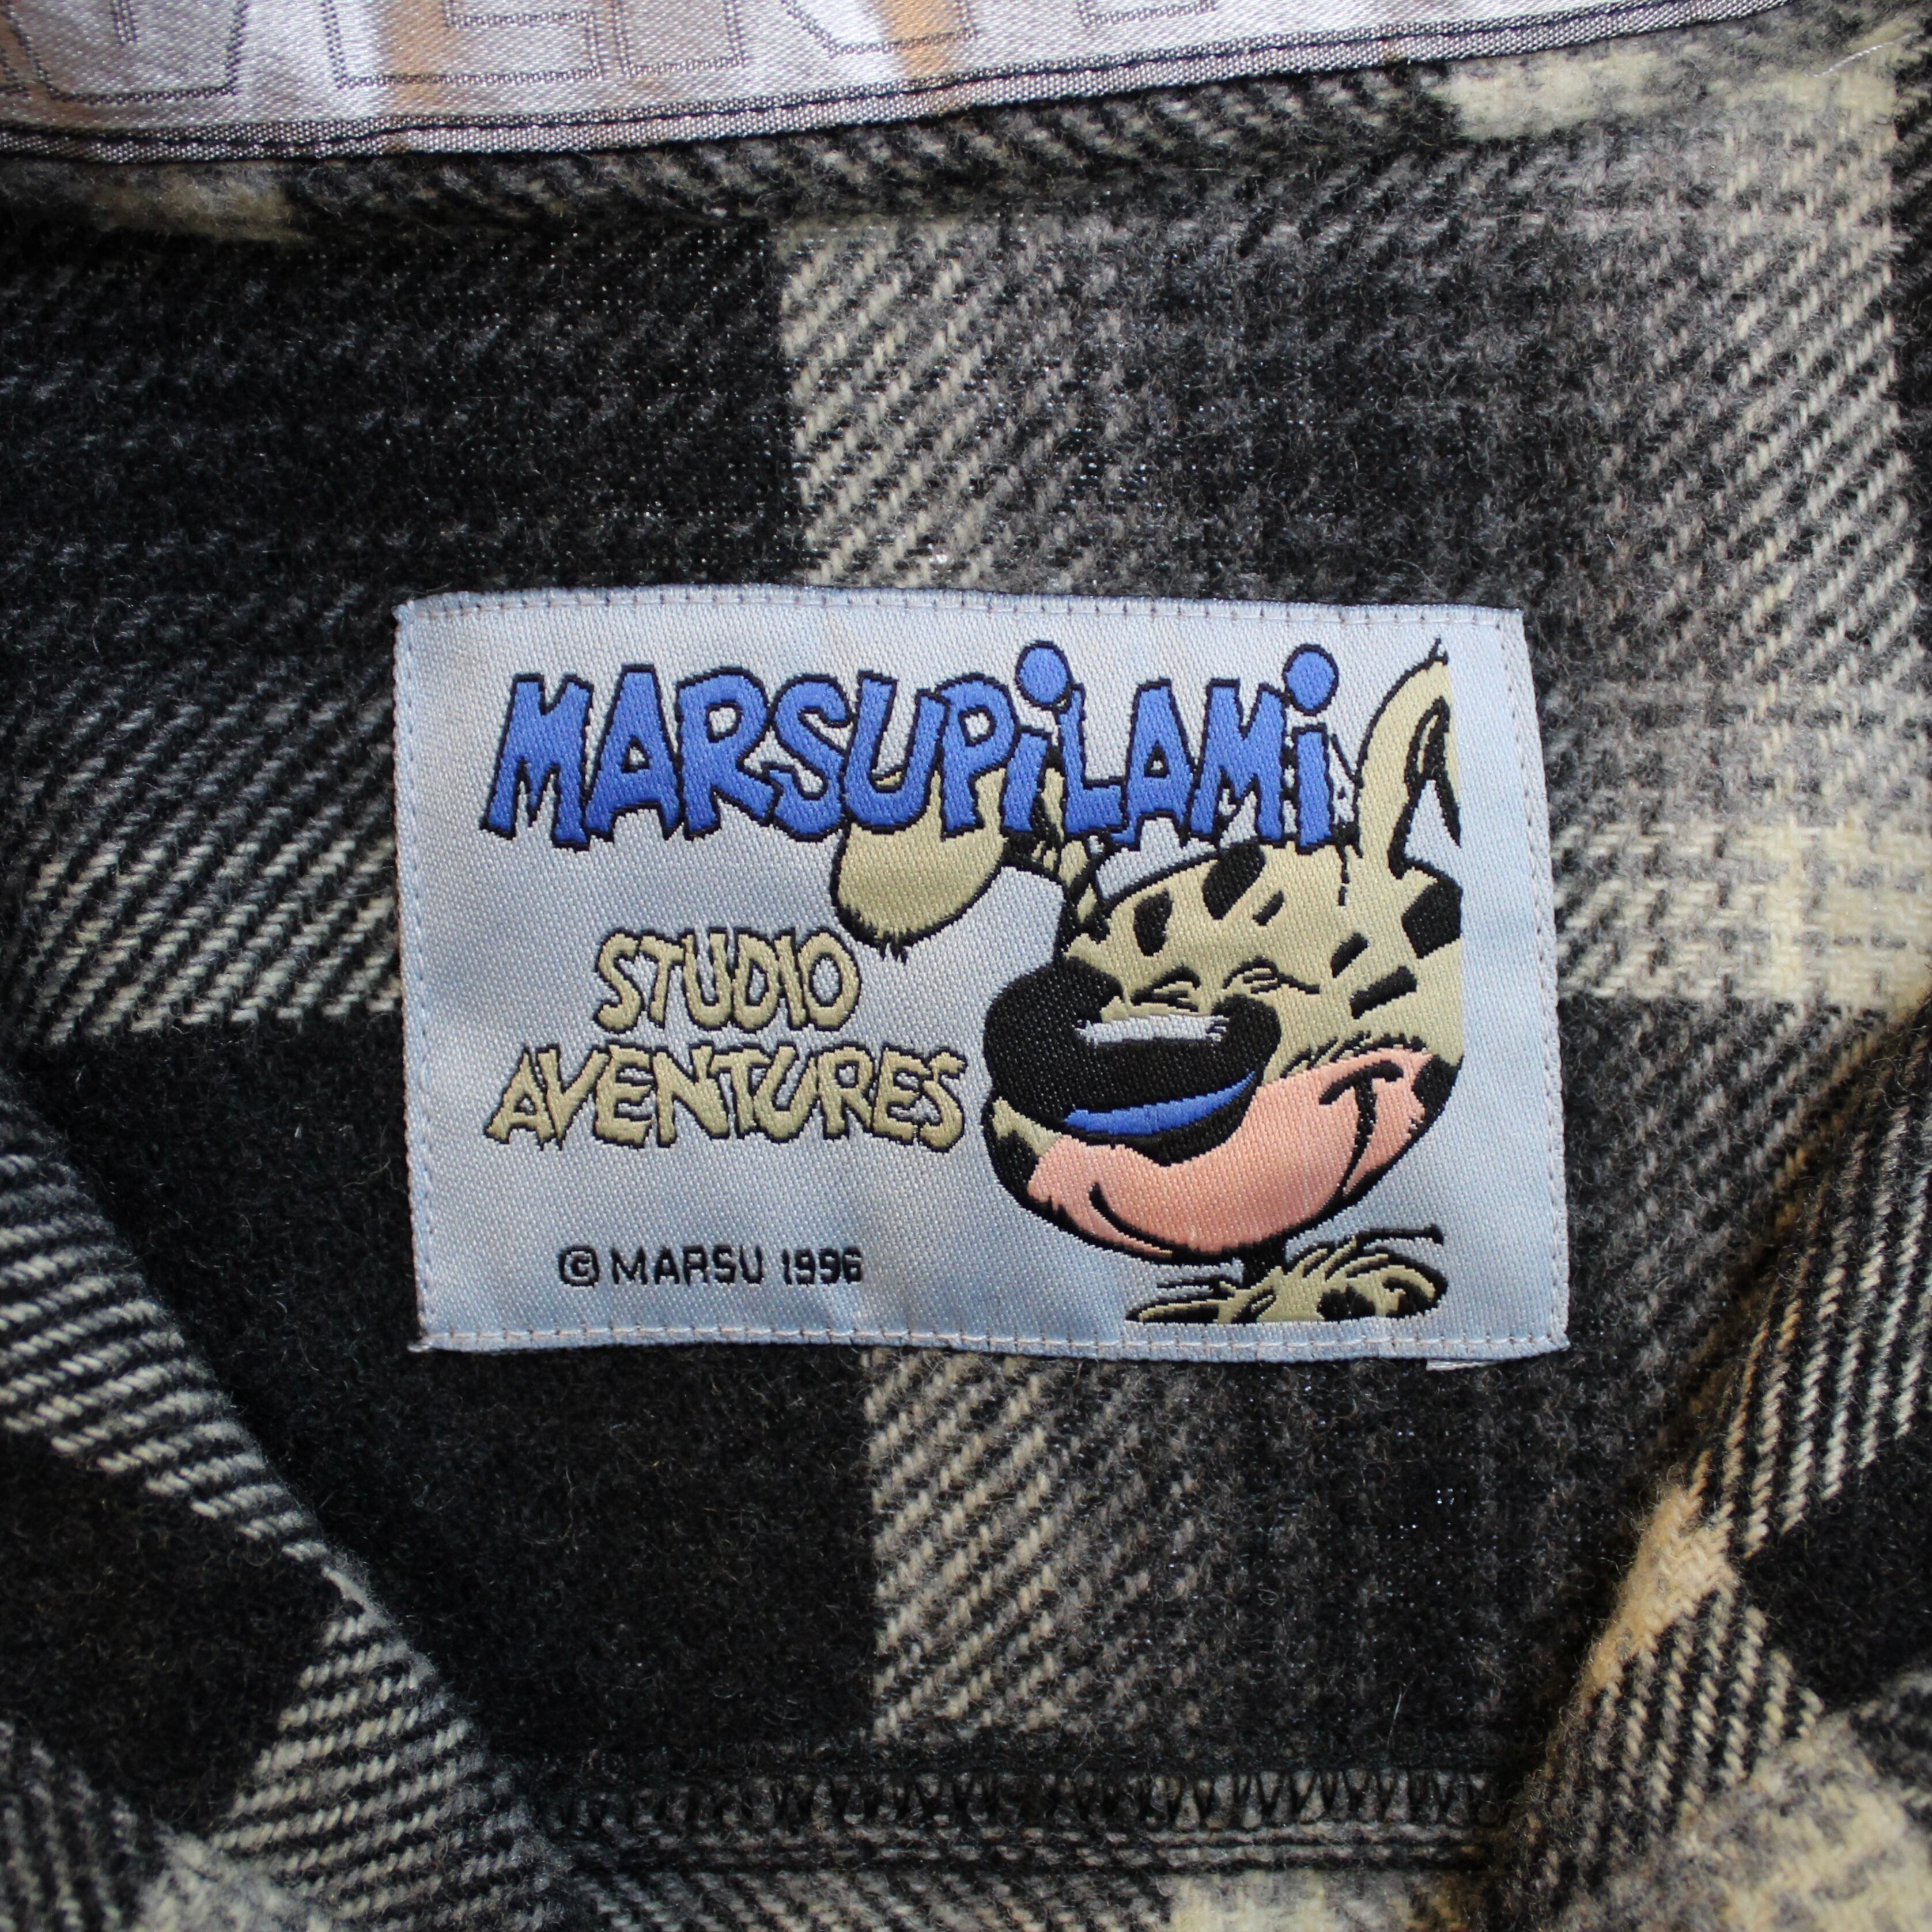 MARSUPiLAMi
STUDIO
AVENTURES
© MARSU 1996